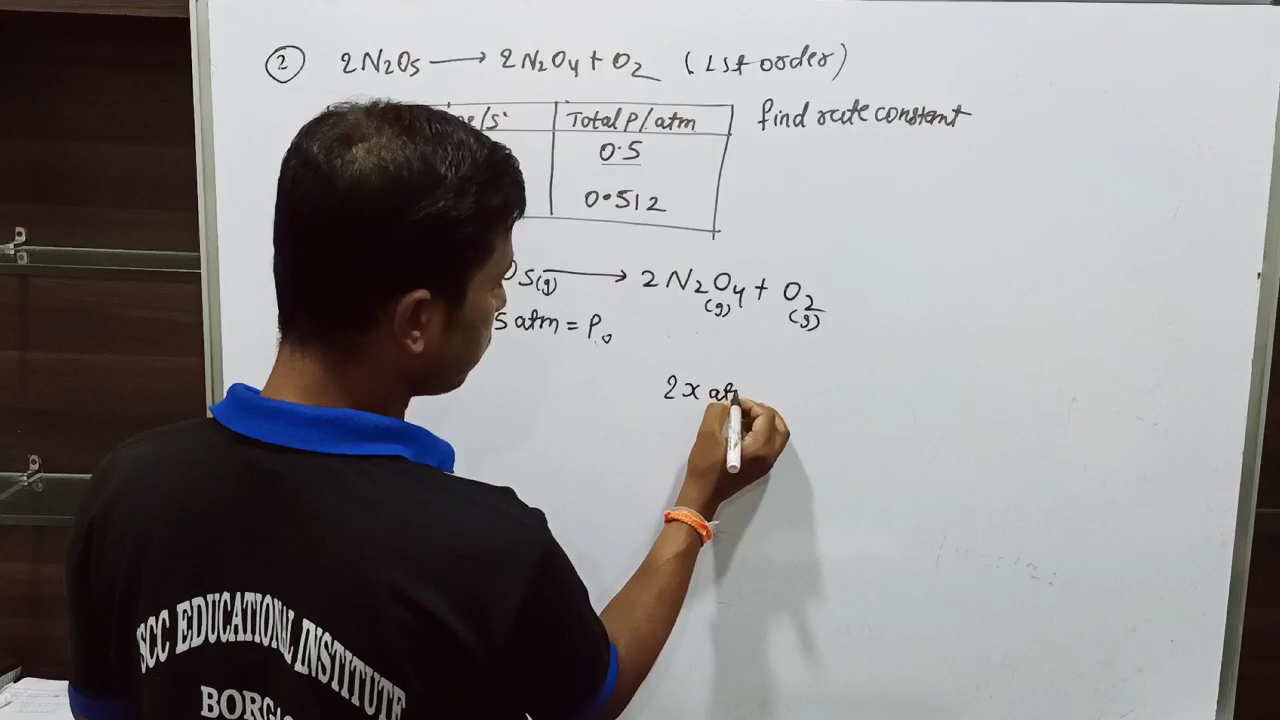 ② 2N₂O₅ ⟶ 2N₂O₄ + O₂ (1st order)
e/s Total P/atm find rate constant
0.5
0.512
O₅(g) ⟶ 2N₂O₄(g) + O₂(g)
5 atm = P₀
2x at
SCC EDUCATIONAL INSTITUTE